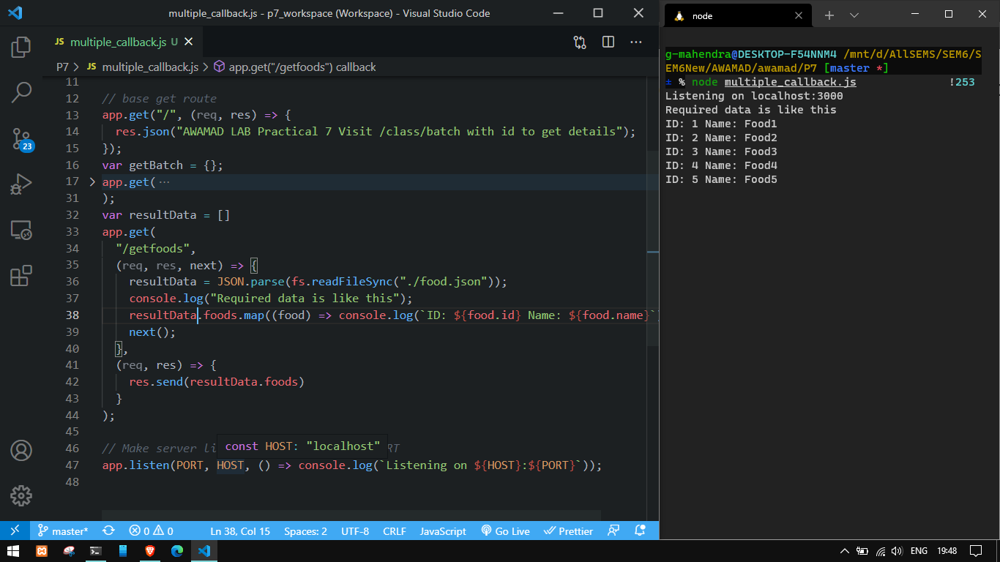 multiple_callback.js - p7_workspace (Workspace) - Visual Studio Code
JS multiple_callback.js U
P7 > JS multiple_callback.js > app.get("/getfoods") callback
11
12 // base get route
13 app.get("/", (req, res) => {
14 res.json("AWAMAD LAB Practical 7 Visit /class/batch with id to get details");
15 });
16 var getBatch = {};
17 app.get( ···
31 );
32 var resultData = []
33 app.get(
34 "/getfoods",
35 (req, res, next) => {
36 resultData = JSON.parse(fs.readFileSync("./food.json"));
37 console.log("Required data is like this");
38 resultData.foods.map((food) => console.log(`ID: ${food.id} Name: ${food.name}`)
39 next();
40 },
41 (req, res) => {
42 res.send(resultData.foods)
43 }
44 );
45
46 // Make server li
const HOST: "localhost"
RT
47 app.listen(PORT, HOST, () => console.log(`Listening on ${HOST}:${PORT}`));
48
23
master* 0 0 Ln 38, Col 15 Spaces: 2 UTF-8 CRLF JavaScript Go Live Prettier
node
g-mahendra@DESKTOP-F54NNM4 /mnt/d/AllSEMS/SEM6/S
EM6New/AWAMAD/awamad/P7 [master *]
± % node multiple_callback.js !253
Listening on localhost:3000
Required data is like this
ID: 1 Name: Food1
ID: 2 Name: Food2
ID: 3 Name: Food3
ID: 4 Name: Food4
ID: 5 Name: Food5
ENG 19:48